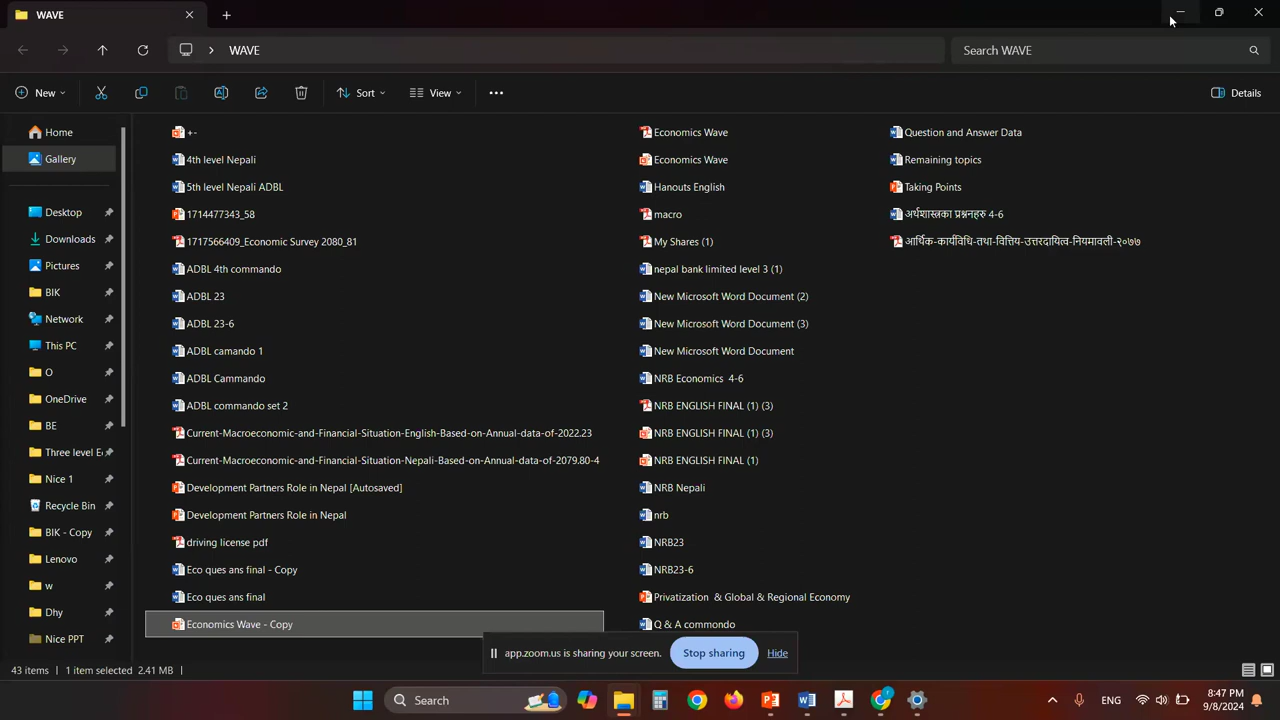 WAVE
WAVE
Search WAVE
New
Sort
View
Details
Home
Gallery
Desktop
Downloads
Pictures
BIK
Network
This PC
O
OneDrive
BE
Three level E
Nice 1
Recycle Bin
BIK - Copy
Lenovo
w
Dhy
Nice PPT
+-
4th level Nepali
5th level Nepali ADBL
1714477343_58
1717566409_Economic Survey 2080_81
ADBL 4th commando
ADBL 23
ADBL 23-6
ADBL camando 1
ADBL Cammando
ADBL commando set 2
Current-Macroeconomic-and-Financial-Situation-English-Based-on-Annual-data-of-2022.23
Current-Macroeconomic-and-Financial-Situation-Nepali-Based-on-Annual-data-of-2079.80-4
Development Partners Role in Nepal [Autosaved]
Development Partners Role in Nepal
driving license pdf
Eco ques ans final - Copy
Eco ques ans final
Economics Wave - Copy
Economics Wave
Economics Wave
Hanouts English
macro
My Shares (1)
nepal bank limited level 3 (1)
New Microsoft Word Document (2)
New Microsoft Word Document (3)
New Microsoft Word Document
NRB Economics 4-6
NRB ENGLISH FINAL (1) (3)
NRB ENGLISH FINAL (1) (3)
NRB ENGLISH FINAL (1)
NRB Nepali
nrb
NRB23
NRB23-6
Privatization & Global & Regional Economy
Q & A commondo
Question and Answer Data
Remaining topics
Taking Points
अर्थशास्त्रका प्रश्नहरु 4-6
आर्थिक-कार्यविधि-तथा-वित्तिय-उत्तरदायित्व-नियमावली-२०७७
app.zoom.us is sharing your screen.
Stop sharing
Hide
43 items
1 item selected 2.41 MB
Search
ENG
8:47 PM
9/8/2024